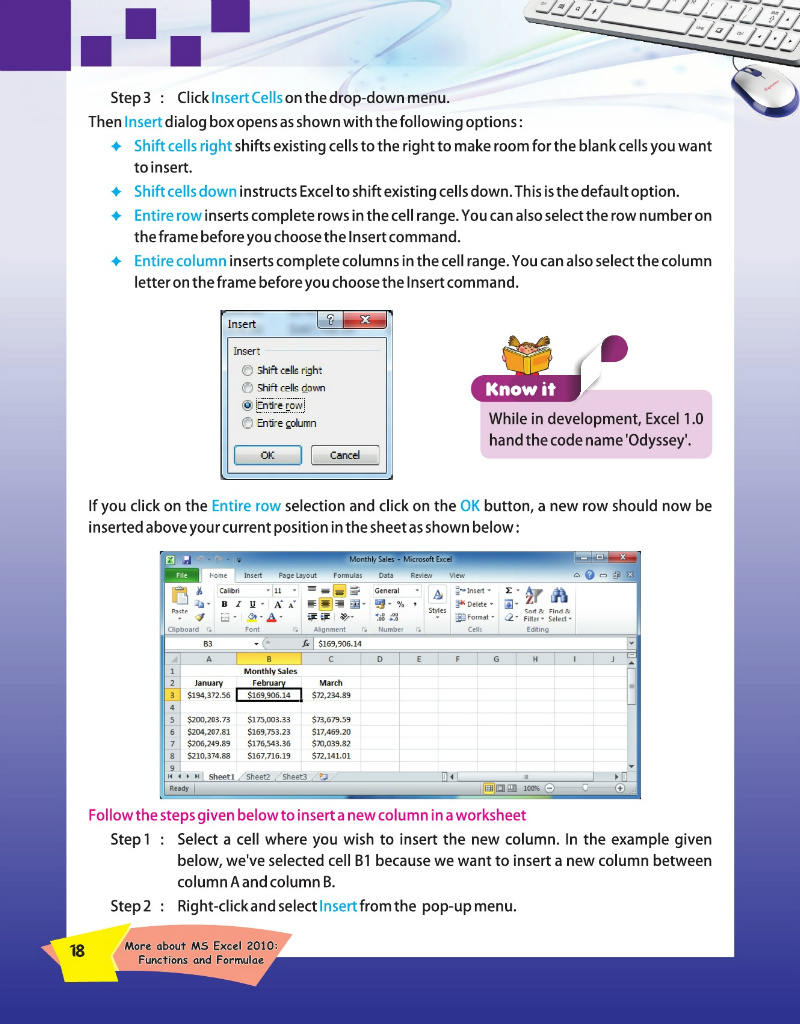 Step 3 : Click Insert Cells on the drop-down menu.
Then Insert dialog box opens as shown with the following options :
✦ Shift cells right shifts existing cells to the right to make room for the blank cells you want
to insert.
✦ Shift cells down instructs Excel to shift existing cells down. This is the default option.
✦ Entire row inserts complete rows in the cell range. You can also select the row number on
the frame before you choose the Insert command.
✦ Entire column inserts complete columns in the cell range. You can also select the column
letter on the frame before you choose the Insert command.
Insert
Insert
Shift cells right
Shift cells down
Entire row
Entire column
OK Cancel
Know it
While in development, Excel 1.0
hand the code name 'Odyssey'.
If you click on the Entire row selection and click on the OK button, a new row should now be
inserted above your current position in the sheet as shown below :
Monthly Sales - Microsoft Excel
File Home Insert Page Layout Formulas Data Review View
Calibri 11 General Insert
Paste B I U Styles Delete Sort & Find &
Format Filter Select
Clipboard Font Alignment Number Cells Editing
B3 fx $169,906.14
A B C D E F G H I J
1 Monthly Sales
2 January February March
3 $194,372.56 $169,906.14 $72,234.89
4
5 $200,203.73 $175,003.33 $73,679.59
6 $204,207.81 $169,753.23 $17,469.20
7 $206,249.89 $176,543.36 $70,039.82
8 $210,374.88 $167,716.19 $72,141.01
9
Sheet1 Sheet2 Sheet3
Ready 100%
Follow the steps given below to insert a new column in a worksheet
Step 1 : Select a cell where you wish to insert the new column. In the example given
below, we've selected cell B1 because we want to insert a new column between
column A and column B.
Step 2 : Right-click and select Insert from the pop-up menu.
18
More about MS Excel 2010:
Functions and Formulae